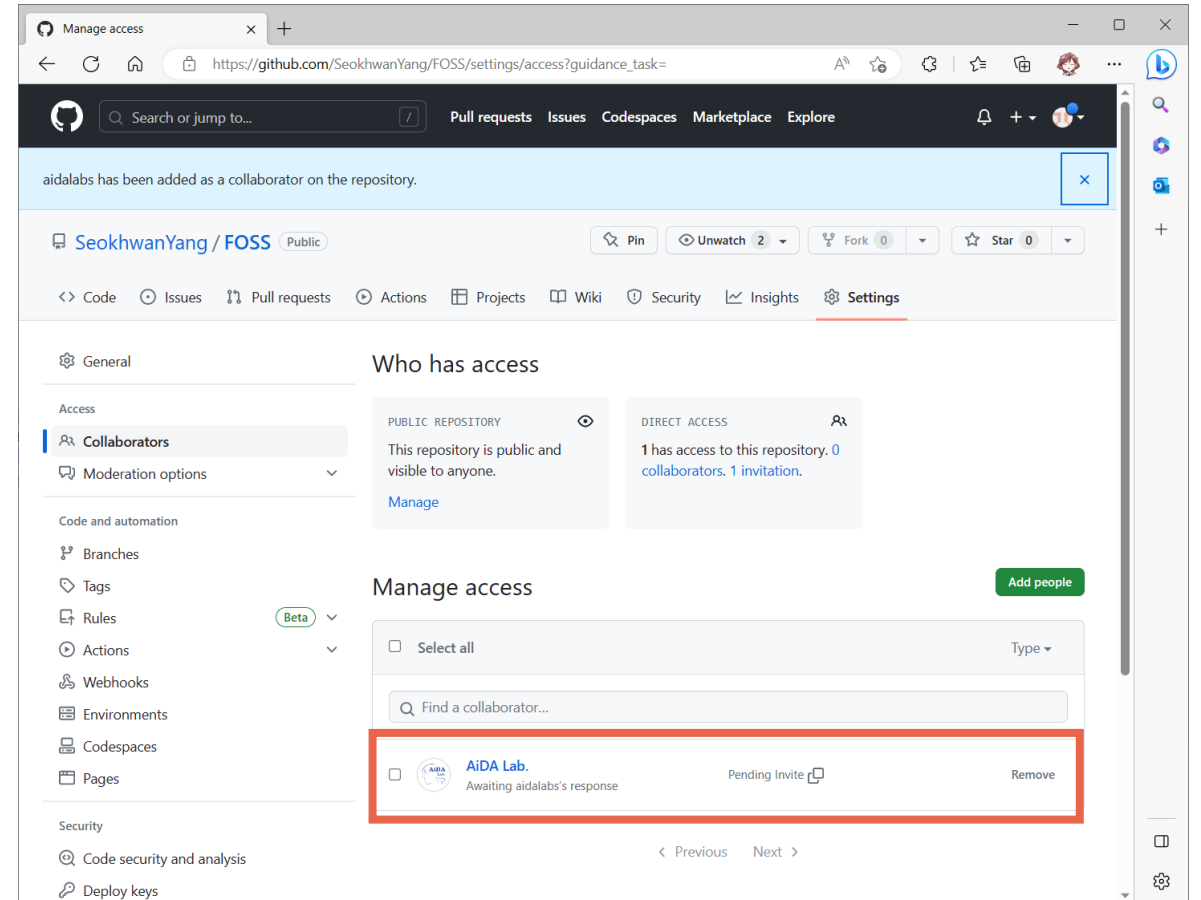 Manage access
https://github.com/SeokhwanYang/FOSS/settings/access?guidance_task=
Search or jump to... /
Pull requests Issues Codespaces Marketplace Explore
aidalabs has been added as a collaborator on the repository.
SeokhwanYang / FOSS Public
Pin Unwatch 2 Fork 0 Star 0
Code Issues Pull requests Actions Projects Wiki Security Insights Settings
General
Access
Collaborators
Moderation options
Code and automation
Branches
Tags
Rules Beta
Actions
Webhooks
Environments
Codespaces
Pages
Security
Code security and analysis
Deploy keys
Who has access
PUBLIC REPOSITORY
This repository is public and
visible to anyone.
Manage
DIRECT ACCESS
1 has access to this repository. 0
collaborators. 1 invitation.
Manage access
Add people
Select all
Type
Find a collaborator...
AiDA Lab.
Awaiting aidalabs's response
Pending Invite
Remove
Previous Next